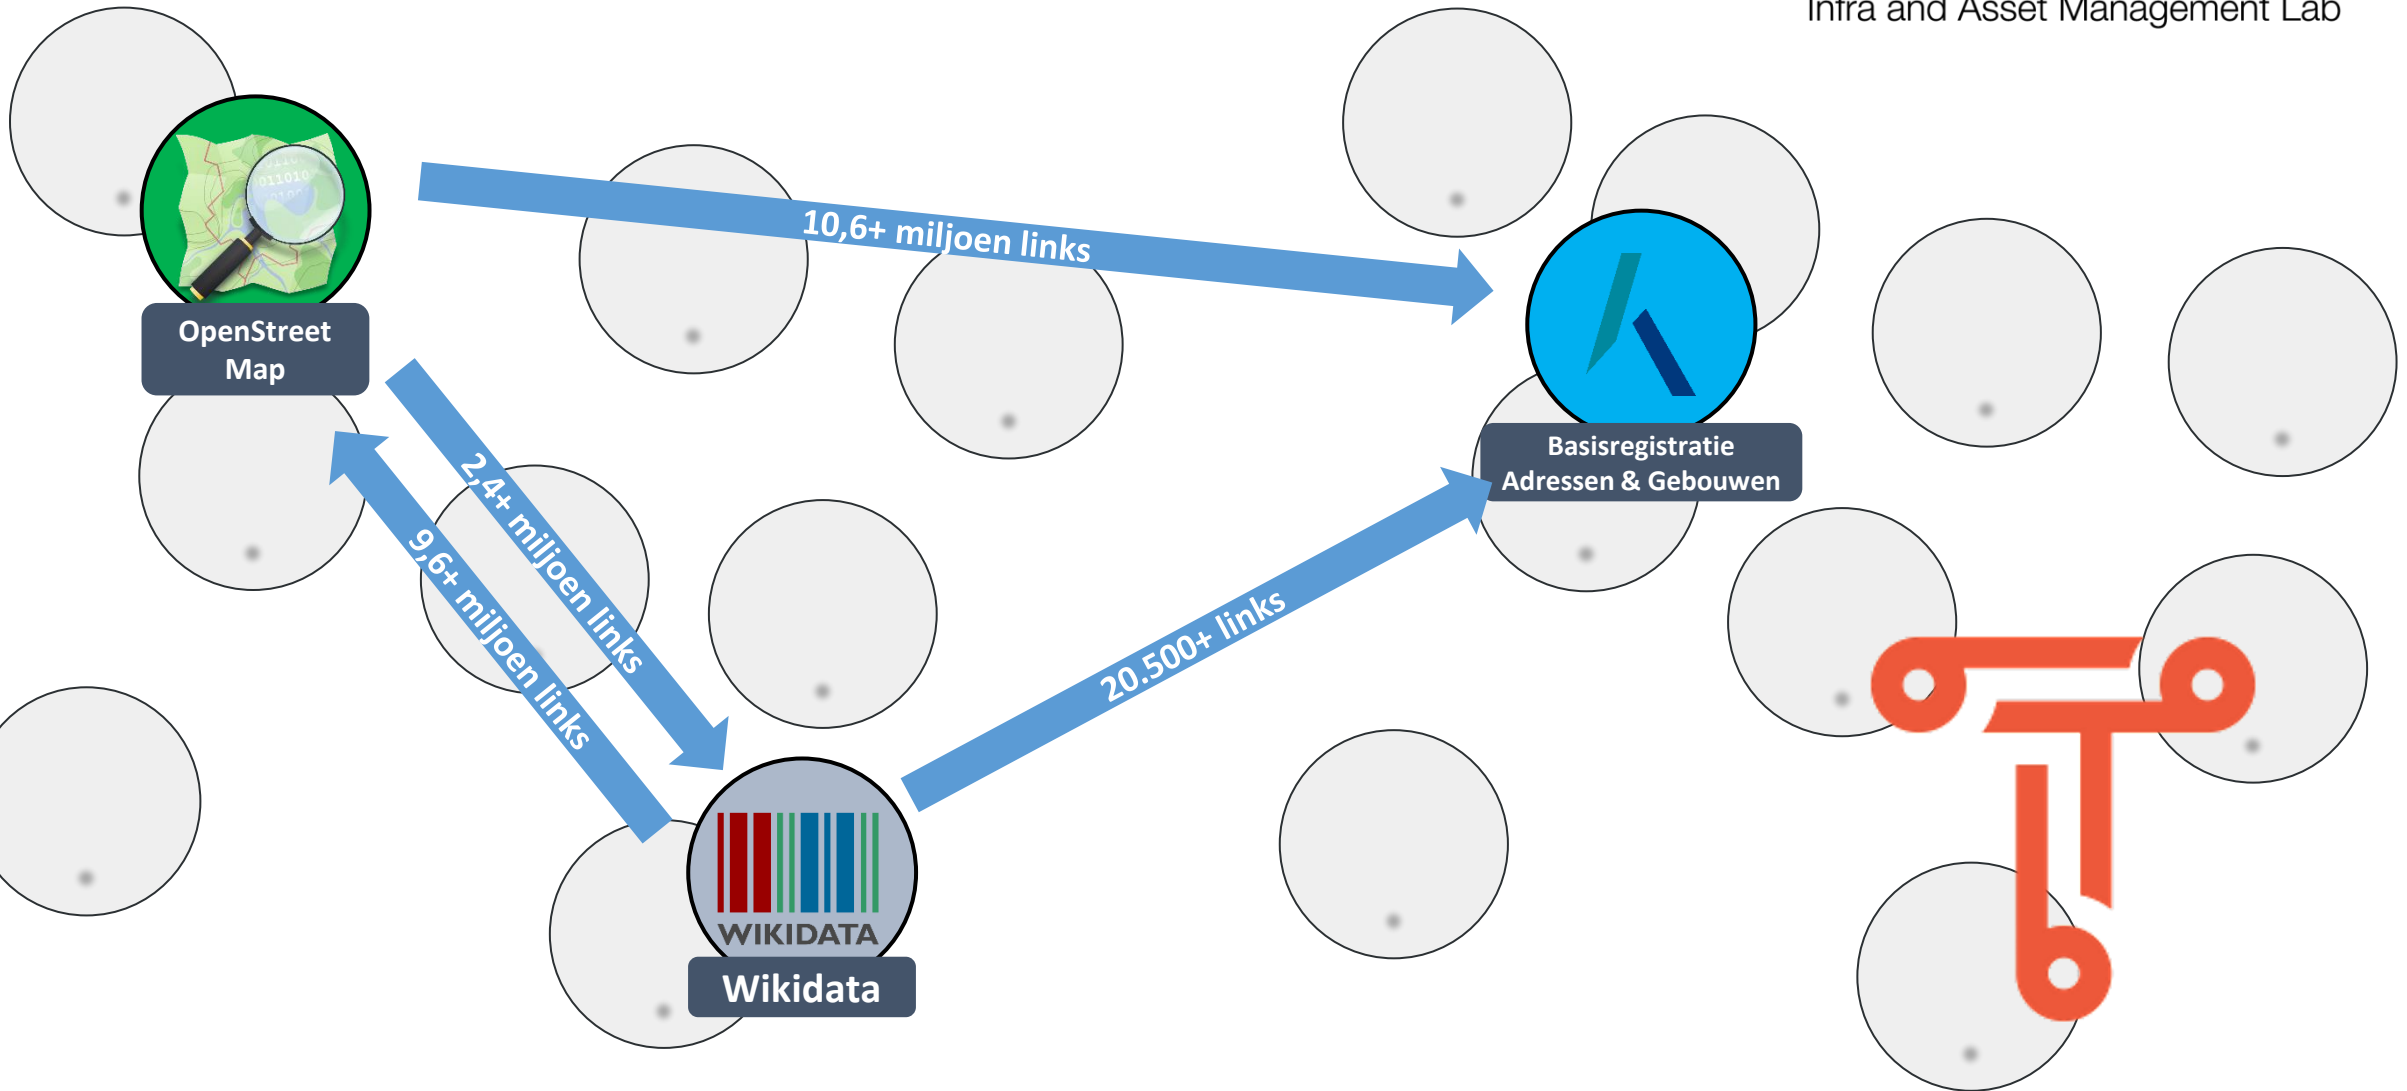 Infra and Asset Management Lab
10,6+ miljoen links
OpenStreet
Map
Basisregistratie
Adressen & Gebouwen
2,4+ miljoen links
9,6+ miljoen links
20.500+ links
WIKIDATA
Wikidata